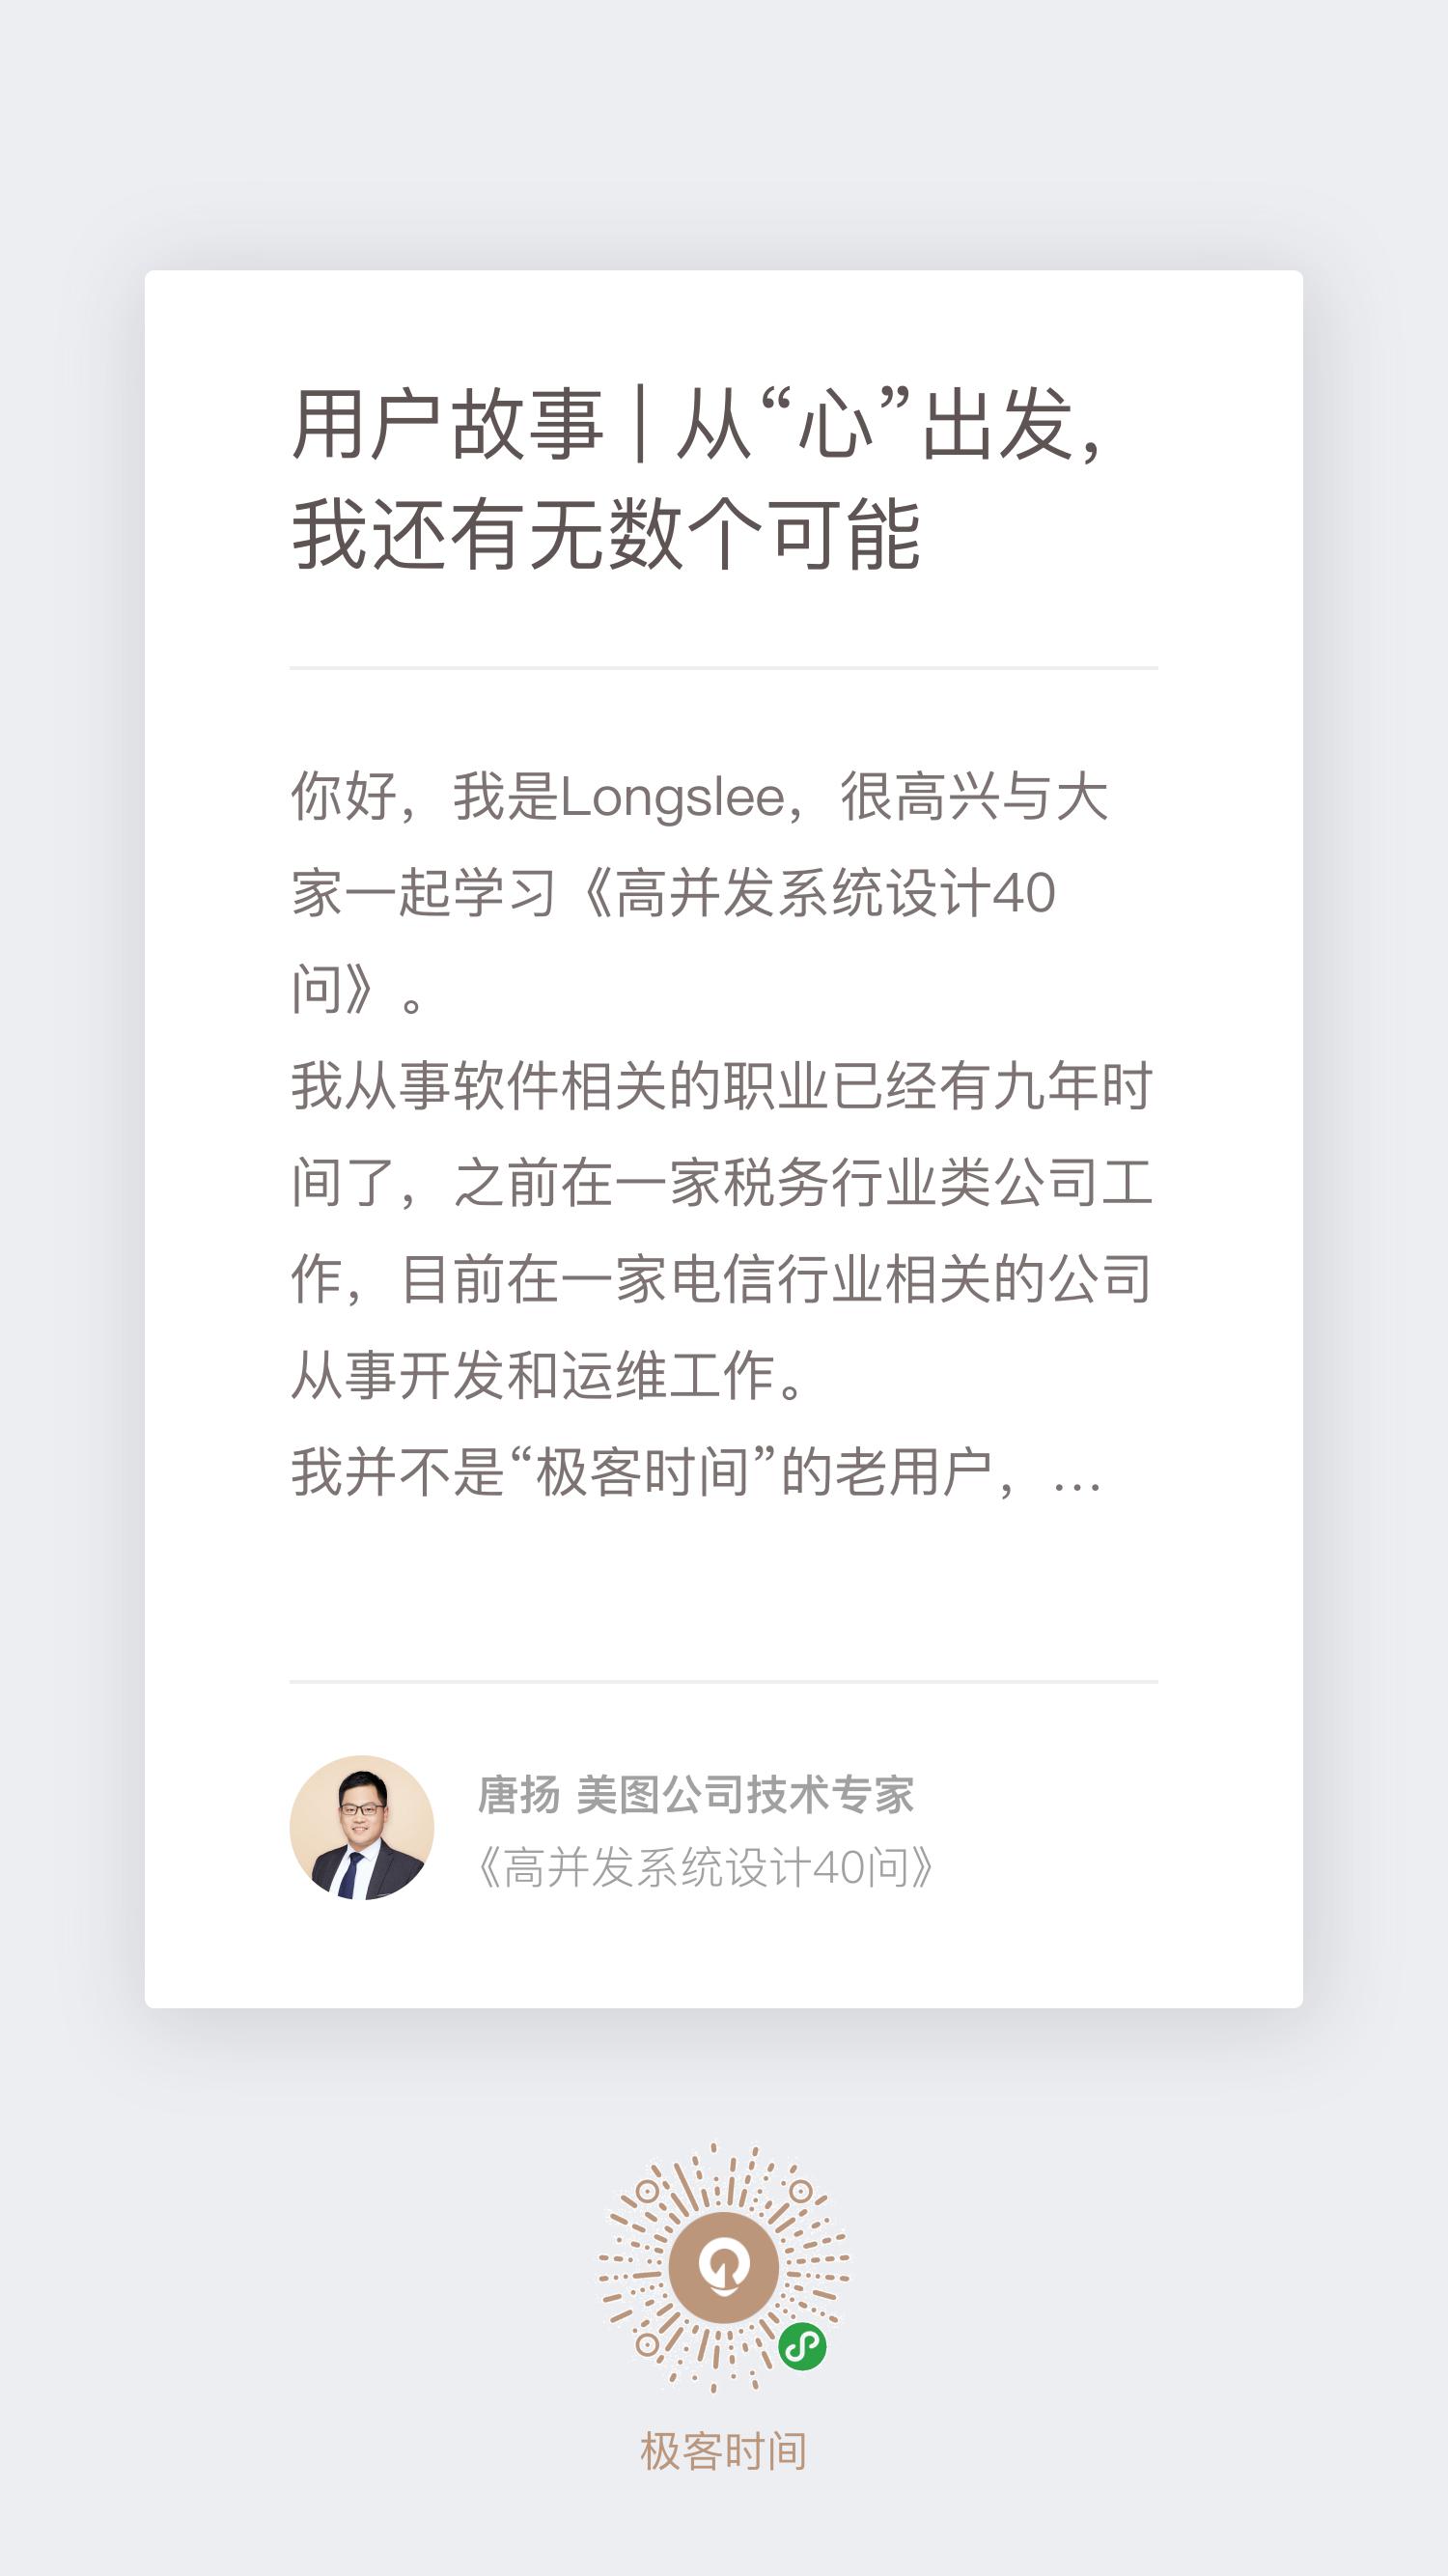 用户故事 | 从“心”出发,
我还有无数个可能
你好，我是Longslee，很高兴与大
家一起学习《高并发系统设计40
问》。
我从事软件相关的职业已经有九年时
间了，之前在一家税务行业类公司工
作，目前在一家电信行业相关的公司
从事开发和运维工作。
我并不是“极客时间”的老用户，…
唐扬 美图公司技术专家
《高并发系统设计40问》
极客时间